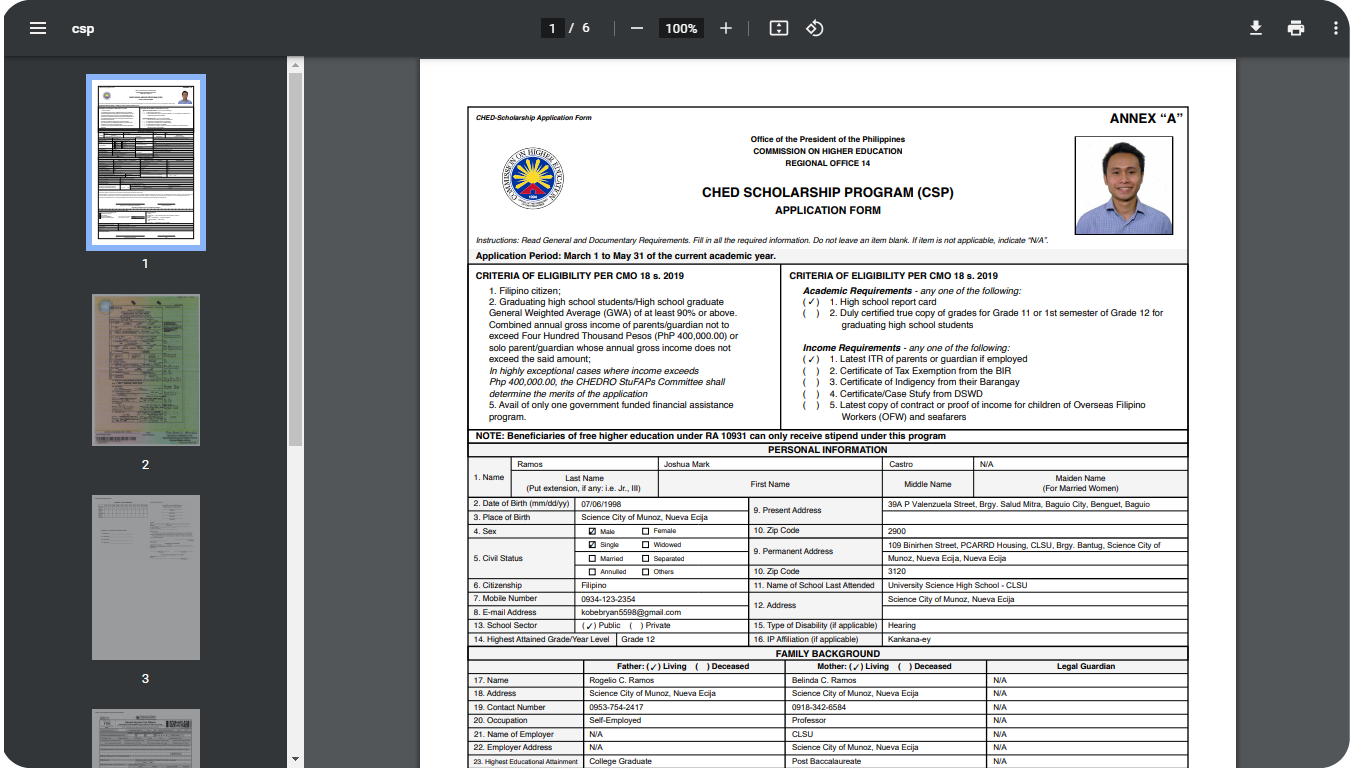 csp
1 / 6
100%
1
2
3
CHED-Scholarship Application Form
ANNEX “A”
Office of the President of the Philippines
COMMISSION ON HIGHER EDUCATION
REGIONAL OFFICE 14
COMMISSION ON HIGHER EDUCATION
CHED SCHOLARSHIP PROGRAM (CSP)
APPLICATION FORM
Instructions: Read General and Documentary Requirements. Fill in all the required information. Do not leave an item blank. If item is not applicable, indicate “N/A”.
Application Period: March 1 to May 31 of the current academic year.
CRITERIA OF ELIGIBILITY PER CMO 18 s. 2019
1. Filipino citizen;
2. Graduating high school students/High school graduate
General Weighted Average (GWA) of at least 90% or above.
Combined annual gross income of parents/guardian not to
exceed Four Hundred Thousand Pesos (PhP 400,000.00) or
solo parent/guardian whose annual gross income does not
exceed the said amount;
In highly exceptional cases where income exceeds
Php 400,000.00, the CHEDRO StuFAPs Committee shall
determine the merits of the application
5. Avail of only one government funded financial assistance
program.
CRITERIA OF ELIGIBILITY PER CMO 18 s. 2019
Academic Requirements - any one of the following:
(✓) 1. High school report card
( ) 2. Duly certified true copy of grades for Grade 11 or 1st semester of Grade 12 for
graduating high school students
Income Requirements - any one of the following:
(✓) 1. Latest ITR of parents or guardian if employed
( ) 2. Certificate of Tax Exemption from the BIR
( ) 3. Certificate of Indigency from their Barangay
( ) 4. Certificate/Case Stufy from DSWD
( ) 5. Latest copy of contract or proof of income for children of Overseas Filipino
Workers (OFW) and seafarers
NOTE: Beneficiaries of free higher education under RA 10931 can only receive stipend under this program
PERSONAL INFORMATION
1. Name
Ramos Joshua Mark Castro N/A
Last Name First Name Middle Name Maiden Name
(Put extension, if any: i.e. Jr., III) (For Married Women)
2. Date of Birth (mm/dd/yy) 07/06/1998
3. Place of Birth Science City of Munoz, Nueva Ecija
4. Sex Male Female
5. Civil Status Single Widowed
Married Separated
Annulled Others
6. Citizenship Filipino
7. Mobile Number 0934-123-2354
8. E-mail Address kobebryan5598@gmail.com
13. School Sector (✓) Public ( ) Private
14. Highest Attained Grade/Year Level Grade 12
9. Present Address 39A P Valenzuela Street, Brgy. Salud Mitra, Baguio City, Benguet, Baguio
10. Zip Code 2900
9. Permanent Address 109 Binirhen Street, PCARRD Housing, CLSU, Brgy. Bantug, Science City of
Munoz, Nueva Ecija, Nueva Ecija
10. Zip Code 3120
11. Name of School Last Attended University Science High School - CLSU
12. Address Science City of Munoz, Nueva Ecija
15. Type of Disability (if applicable) Hearing
16. IP Affiliation (if applicable) Kankana-ey
FAMILY BACKGROUND
Father: (✓) Living ( ) Deceased Mother: (✓) Living ( ) Deceased Legal Guardian
17. Name Rogelio C. Ramos Belinda C. Ramos N/A
18. Address Science City of Munoz, Nueva Ecija Science City of Munoz, Nueva Ecija N/A
19. Contact Number 0953-754-2417 0918-342-6584 N/A
20. Occupation Self-Employed Professor N/A
21. Name of Employer N/A CLSU N/A
22. Employer Address N/A Science City of Munoz, Nueva Ecija N/A
23. Highest Educational Attainment College Graduate Post Baccalaureate N/A